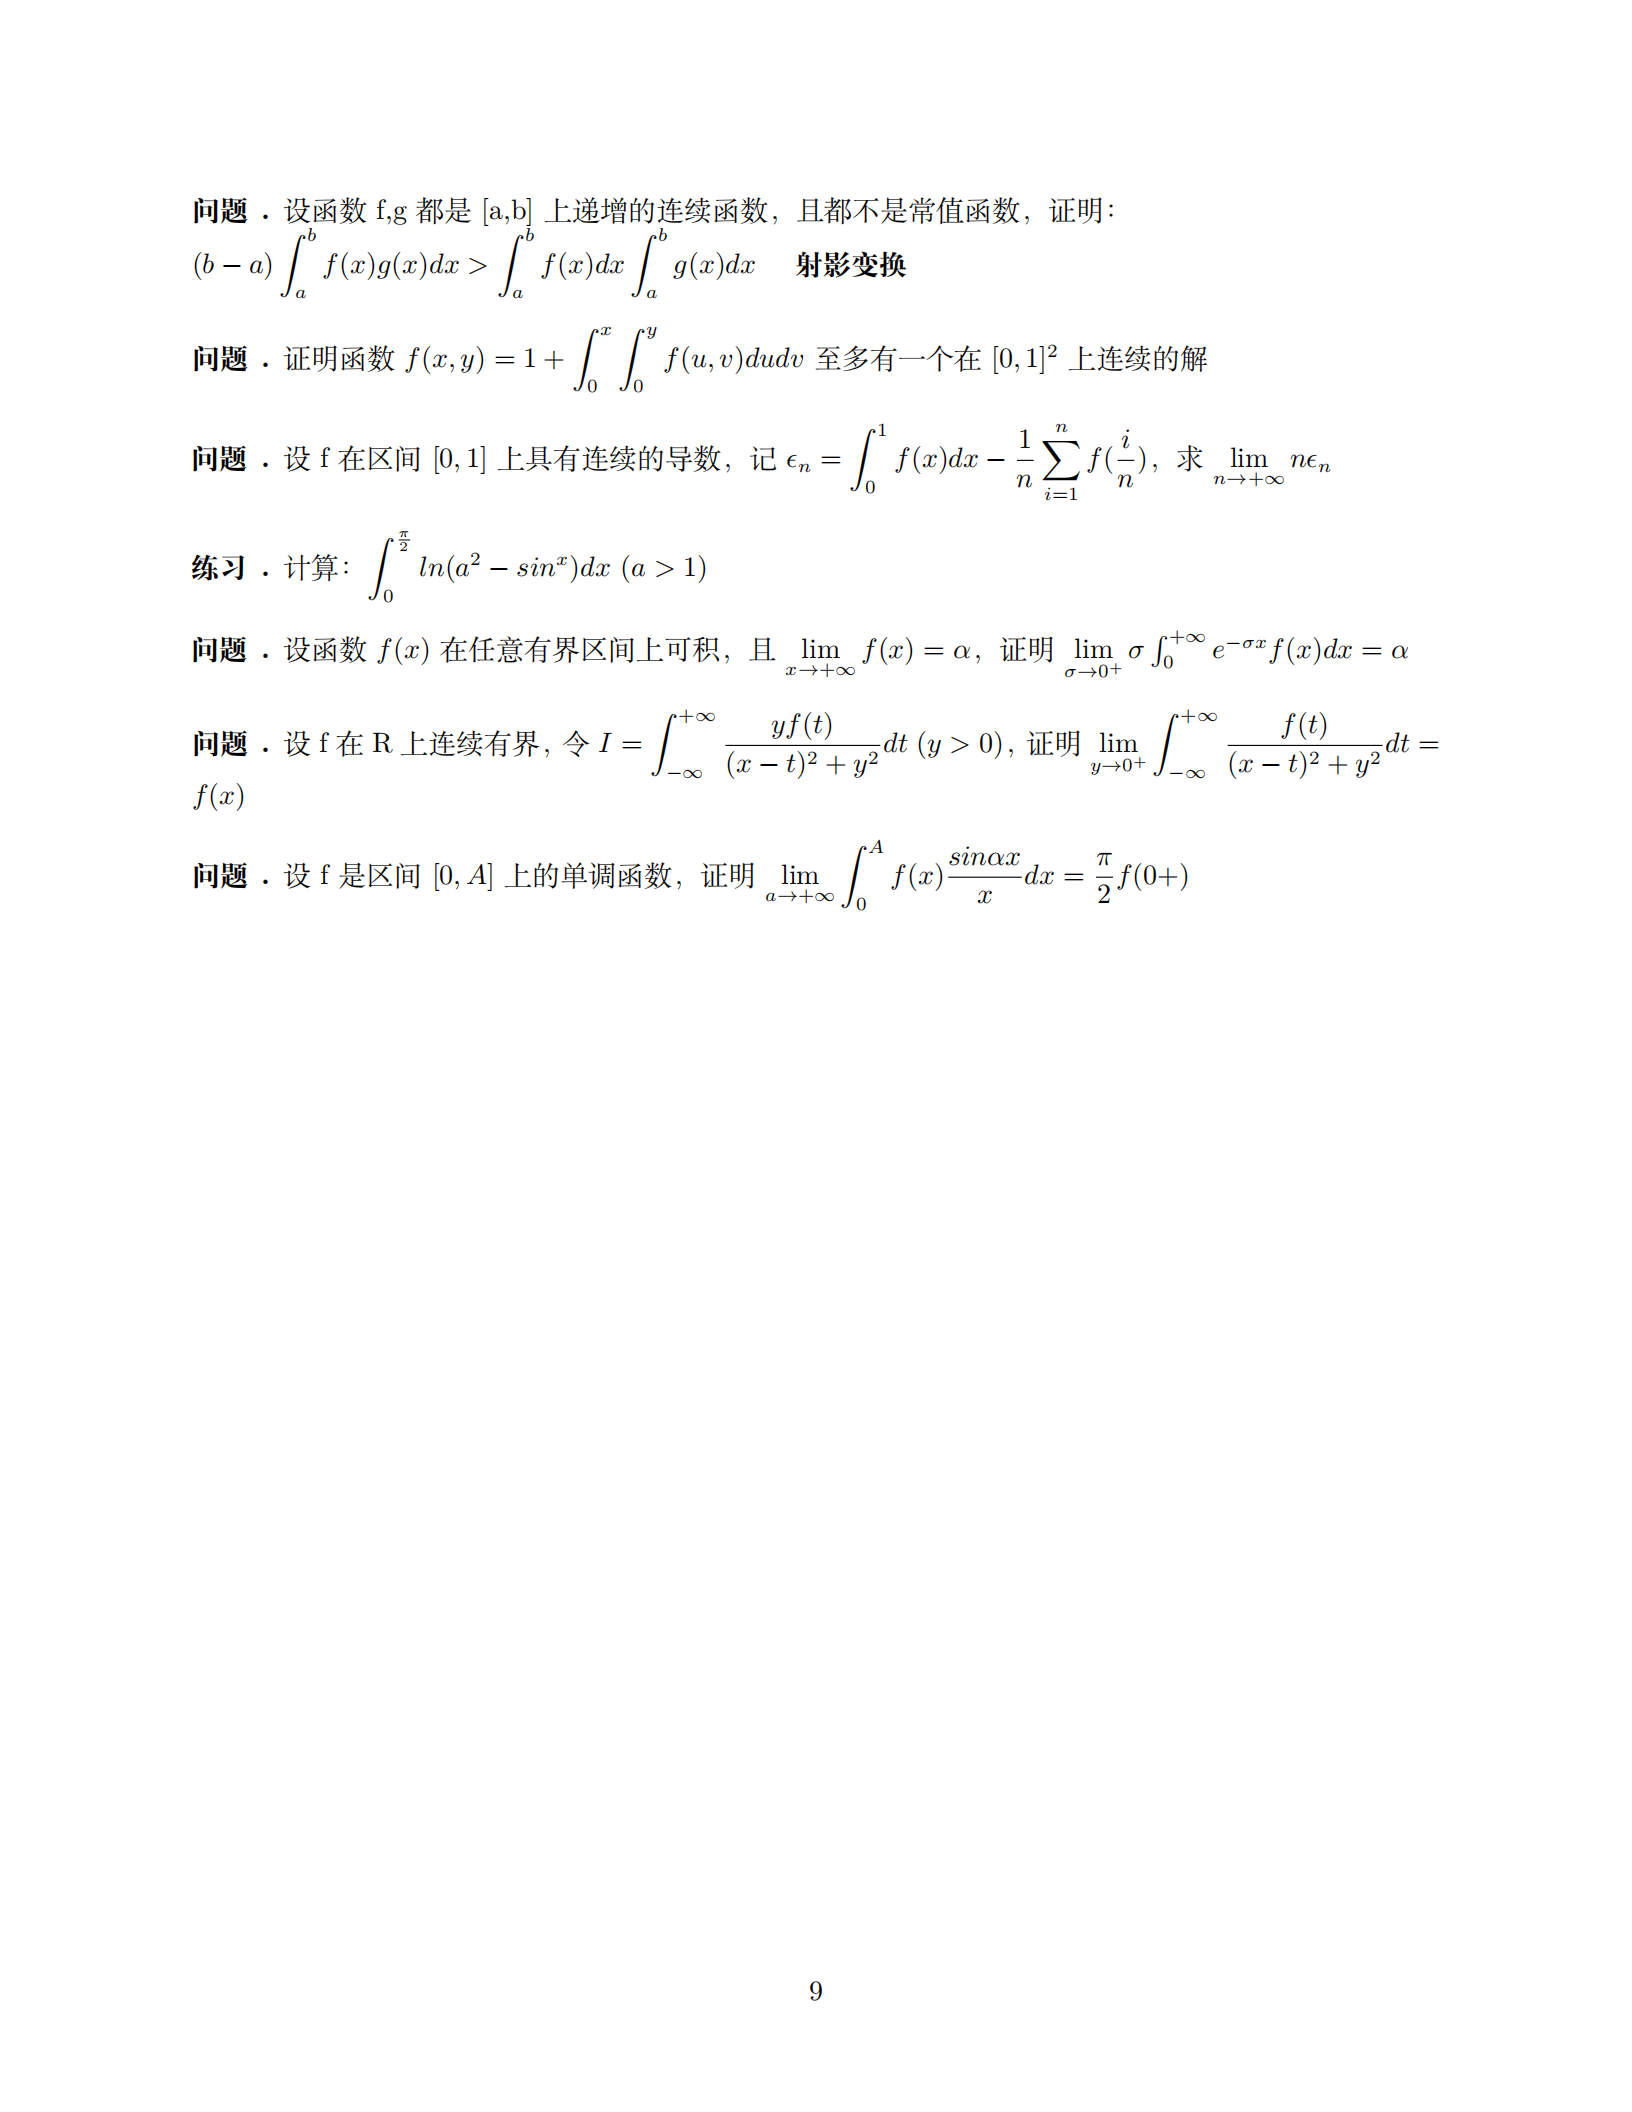 问题 . 设函数 f,g 都是 [a,b] 上递增的连续函数，且都不是常值函数，证明：
$(b-a)\int_a^b f(x)g(x)dx > \int_a^b f(x)dx \int_a^b g(x)dx$ 射影变换
问题 . 证明函数 $f(x,y) = 1 + \int_0^x \int_0^y f(u,v)dudv$ 至多有一个在 $[0,1]^2$ 上连续的解
问题 . 设 f 在区间 $[0,1]$ 上具有连续的导数，记 $\epsilon_n = \int_0^1 f(x)dx - \frac{1}{n}\sum_{i=1}^n f(\frac{i}{n})$，求 $\lim_{n\to+\infty} n\epsilon_n$
练习 . 计算：$\int_0^{\frac{\pi}{2}} ln(a^2 - sin^x)dx\ (a > 1)$
问题 . 设函数 $f(x)$ 在任意有界区间上可积，且 $\lim_{x\to+\infty} f(x) = \alpha$，证明 $\lim_{\sigma\to 0^+} \sigma \int_0^{+\infty} e^{-\sigma x} f(x)dx = \alpha$
问题 . 设 f 在 R 上连续有界，令 $I = \int_{-\infty}^{+\infty} \frac{yf(t)}{(x-t)^2+y^2}dt\ (y > 0)$，证明 $\lim_{y\to 0^+} \int_{-\infty}^{+\infty} \frac{f(t)}{(x-t)^2+y^2}dt =$
$f(x)$
问题 . 设 f 是区间 $[0,A]$ 上的单调函数，证明 $\lim_{a\to+\infty} \int_0^A f(x)\frac{sin\alpha x}{x}dx = \frac{\pi}{2}f(0+)$
9